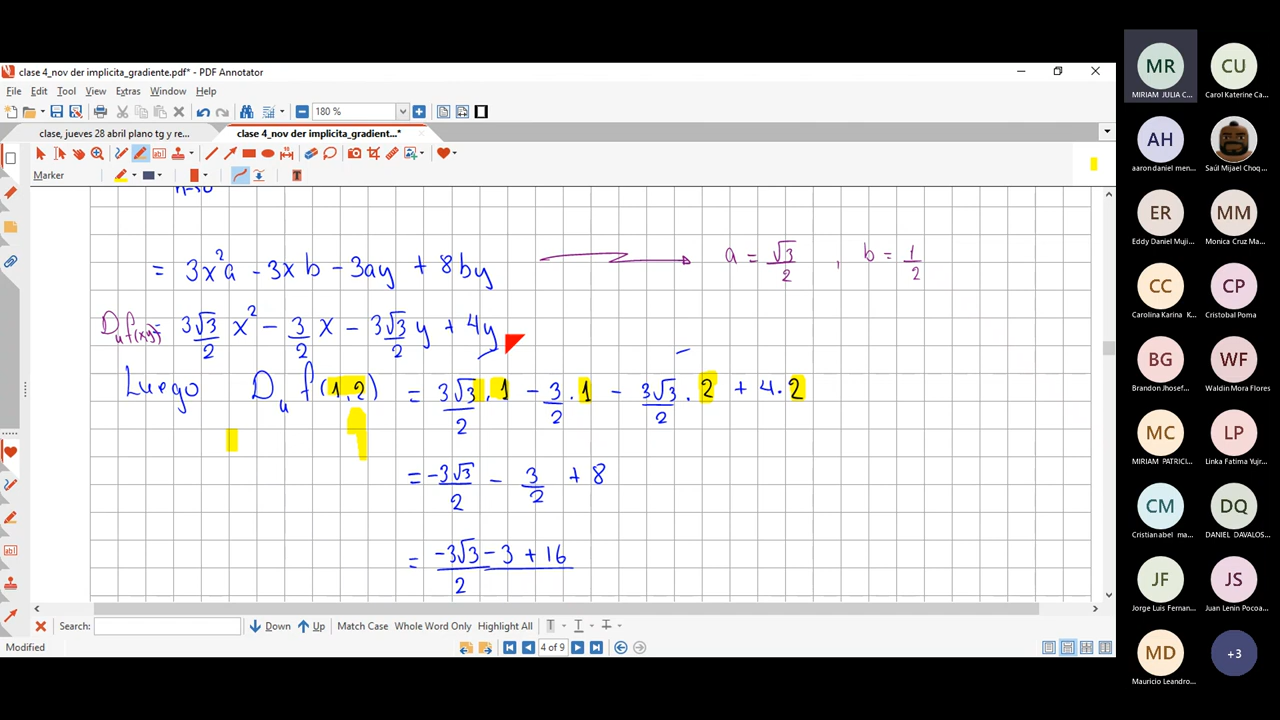 clase 4_nov der implicita_gradiente.pdf* - PDF Annotator
File Edit Tool View Extras Window Help
180 %
clase, jueves 28 abril plano tg y re... clase 4_nov der implicita_gradient...*
Marker
= 3x²a - 3xb - 3ay + 8by a = √3/2 , b = 1/2
D_u f(x,y) = 3√3/2 x² - 3/2 x - 3√3/2 y + 4y
Luego D_u f(1,2) = 3√3/2 · 1 - 3/2 · 1 - 3√3/2 · 2 + 4·2
= -3√3/2 - 3/2 + 8
= -3√3 - 3 + 16 / 2
Search: Down Up Match Case Whole Word Only Highlight All
Modified 4 of 9
MR CU
MIRIAM JULIA C... Carol Katerine Ca...
AH
aaron daniel men... Saúl Mijael Choq...
ER MM
Eddy Daniel Muji... Monica Cruz Ma...
CC CP
Carolina Karina K... Cristobal Poma
BG WF
Brandon Jhosef... Waldin Mora Flores
MC LP
MIRIAM PATRICI... Linka Fatima Yujr...
CM DQ
Cristian abel ma... DANIEL DAVALOS...
JF JS
Jorge Luis Fernan... Juan Lenin Pocoa...
MD +3
Mauricio Leandro...